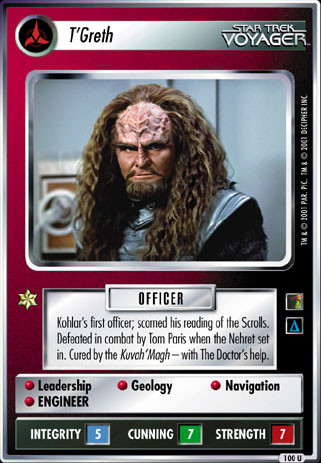 T'Greth
STAR TREK
VOYAGER™
TM & © 2001 PAR. PIC. TM & © 2001 DECIPHER INC.
OFFICER
Kohlar's first officer; scorned his reading of the Scrolls.
Defeated in combat by Tom Paris when the Nehret set
in. Cured by the Kuvah'Magh – with The Doctor's help.
Leadership Geology Navigation
ENGINEER
INTEGRITY 5 CUNNING 7 STRENGTH 7
100 U